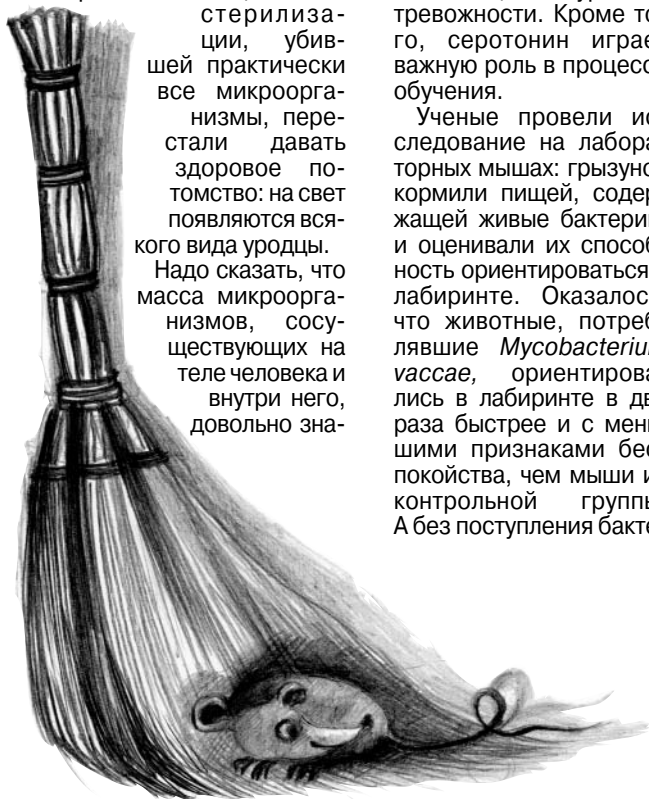 стерилиза-
ции, убив-
шей практически
все микроорга-
низмы, пере-
стали давать
здоровое по-
томство: на свет
появляются вся-
кого вида уродцы.
Надо сказать, что
масса микроорга-
низмов, сосу-
ществующих на
теле человека и
внутри него,
довольно зна-
тревожности. Кроме то
го, серотонин играе
важную роль в процесс
обучения.
Ученые провели ис
следование на лабора
торных мышах: грызуно
кормили пищей, содер
жащей живые бактерии
и оценивали их способ
ность ориентироваться
лабиринте. Оказалос
что животные, потреб
лявшие Mycobacteriu
vaccae, ориентирова
лись в лабиринте в дв
раза быстрее и с мень
шими признаками бес
покойства, чем мыши и
контрольной группы
А без поступления бакте